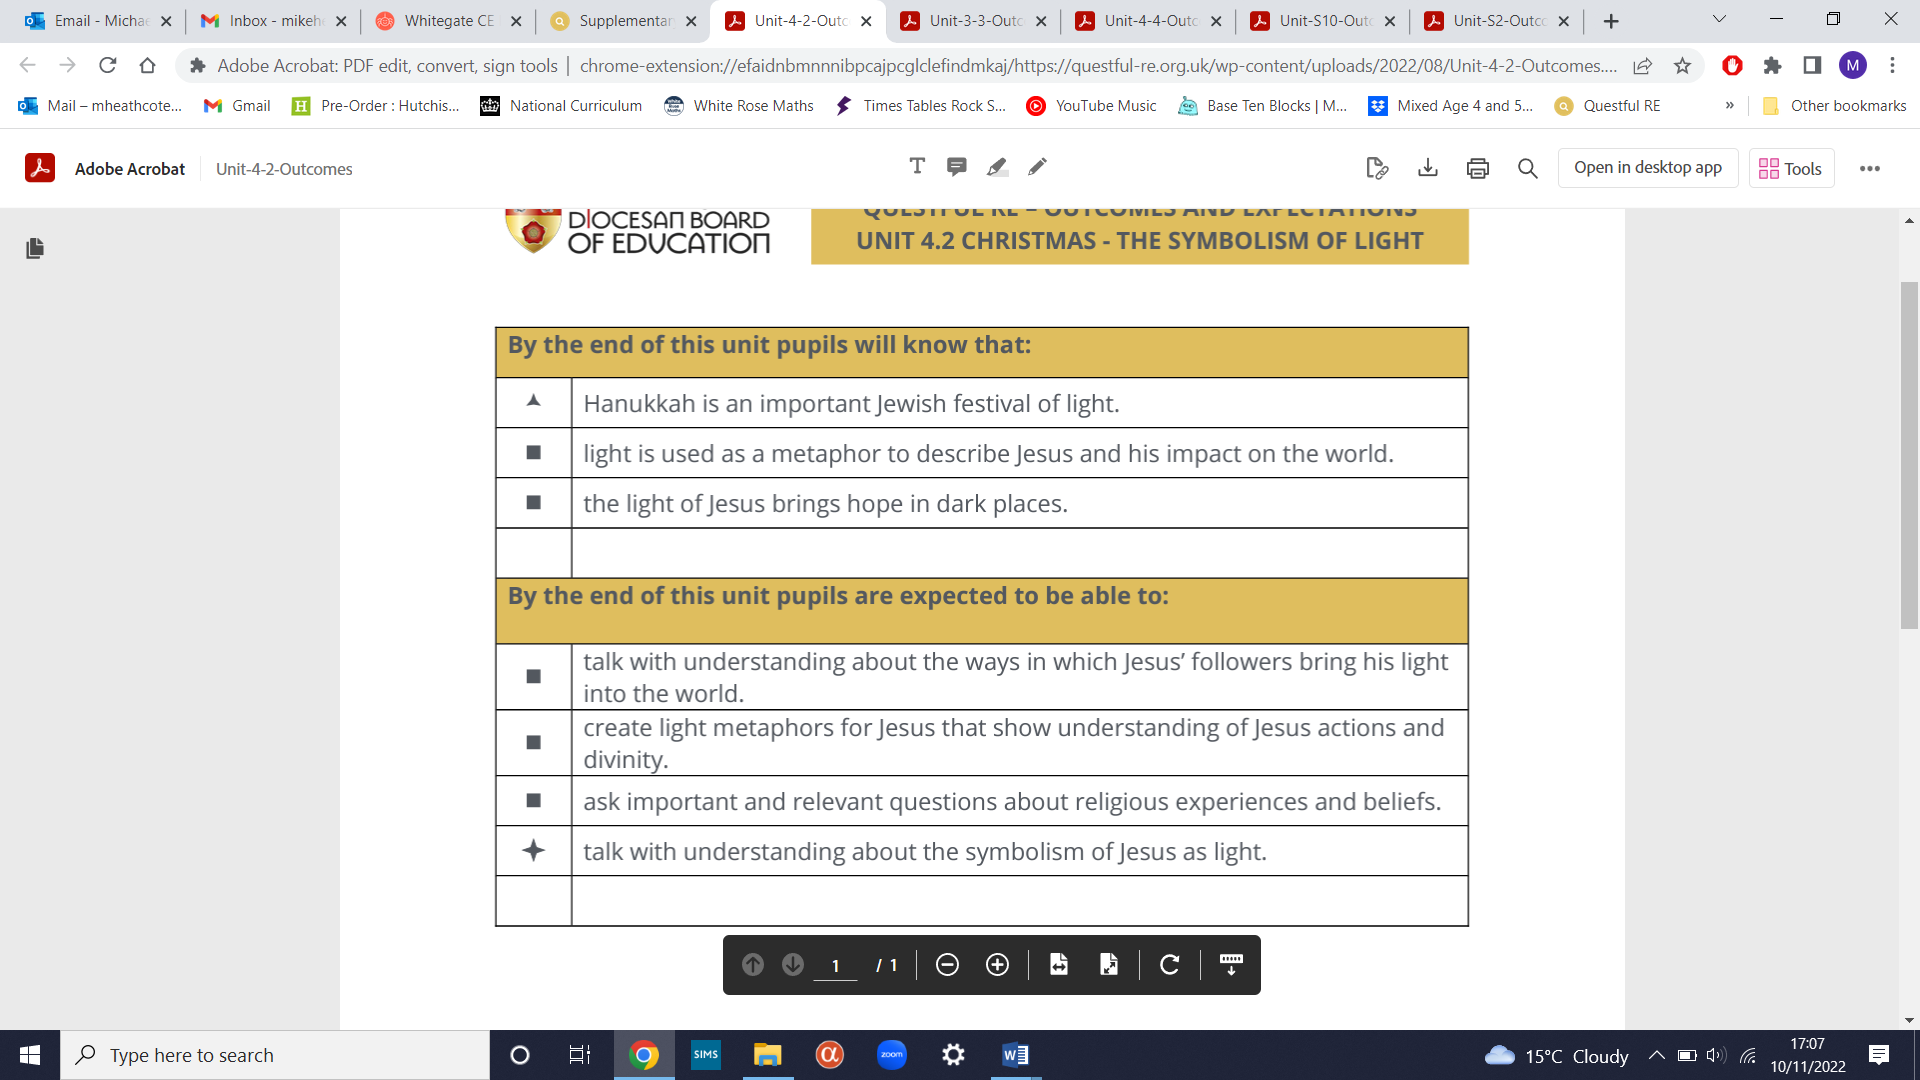 Email - Michae
Inbox - mikehe
Whitegate CE
Supplementar
Unit-4-2-Outc
Unit-3-3-Outc
Unit-4-4-Outc
Unit-S10-Outc
Unit-S2-Outco
Adobe Acrobat: PDF edit, convert, sign tools | chrome-extension://efaidnbmnnnibpcajpcglclefindmkaj/https://questful-re.org.uk/wp-content/uploads/2022/08/Unit-4-2-Outcomes....
M
Mail – mheathcote...
Gmail
Pre-Order : Hutchis...
National Curriculum
White Rose Maths
Times Tables Rock S...
YouTube Music
Base Ten Blocks | M...
Mixed Age 4 and 5...
Questful RE
»
Other bookmarks
Adobe Acrobat
Unit-4-2-Outcomes
Open in desktop app
Tools
DIOCESAN BOARD
OF EDUCATION
QUESTFUL RE – OUTCOMES AND EXPECTATIONS
UNIT 4.2 CHRISTMAS - THE SYMBOLISM OF LIGHT
By the end of this unit pupils will know that:
Hanukkah is an important Jewish festival of light.
light is used as a metaphor to describe Jesus and his impact on the world.
the light of Jesus brings hope in dark places.
By the end of this unit pupils are expected to be able to:
talk with understanding about the ways in which Jesus’ followers bring his light
into the world.
create light metaphors for Jesus that show understanding of Jesus actions and
divinity.
ask important and relevant questions about religious experiences and beliefs.
talk with understanding about the symbolism of Jesus as light.
1 / 1
Type here to search
SIMS
zoom
15°C Cloudy
17:07
10/11/2022